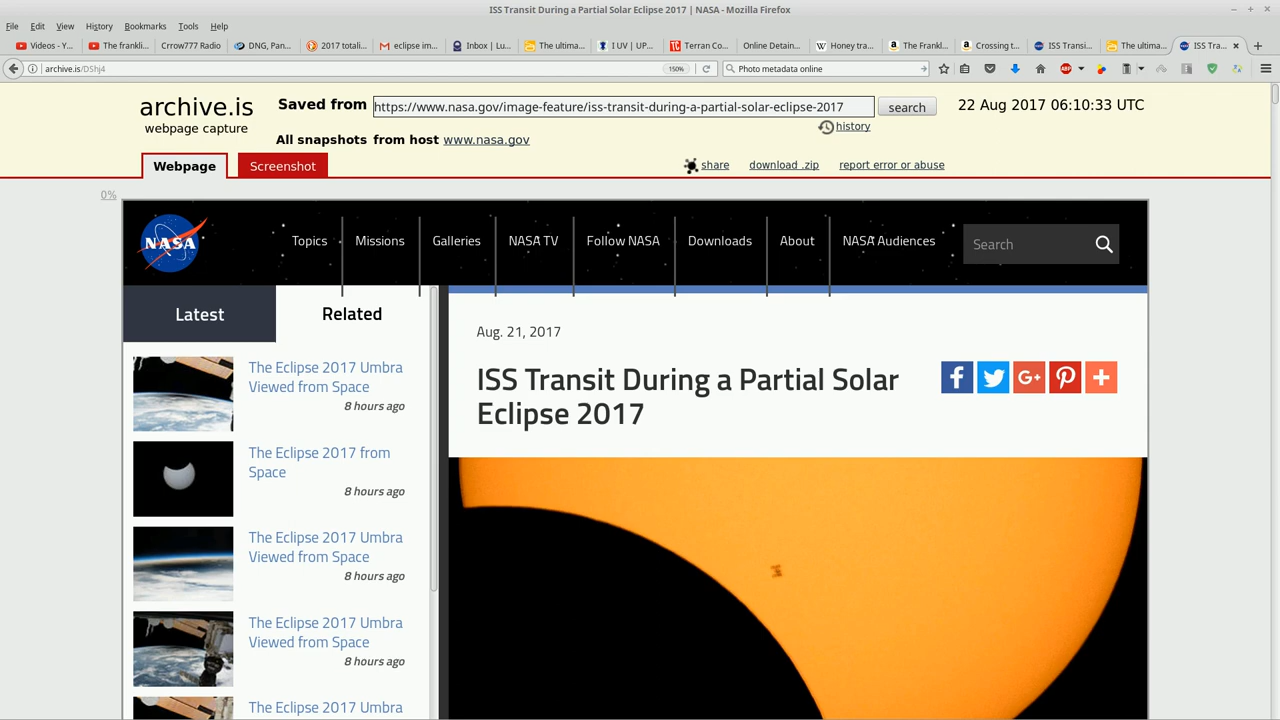 ISS Transit During a Partial Solar Eclipse 2017 | NASA - Mozilla Firefox
File Edit View History Bookmarks Tools Help
Videos - Y... The frankli... Crrow777 Radio DNG, Pan... 2017 totali... eclipse im... Inbox | Lu... The ultima... I UV | UP... Terran Co... Online Detain... Honey tra... The Frankl... Crossing t... ISS Transi... The ultima... ISS Tra...
archive.is/DShj4 150% Photo metadata online
archive.is
webpage capture
Saved from https://www.nasa.gov/image-feature/iss-transit-during-a-partial-solar-eclipse-2017 search 22 Aug 2017 06:10:33 UTC
history
All snapshots from host www.nasa.gov
Webpage Screenshot share download .zip report error or abuse
0%
NASA Topics Missions Galleries NASA TV Follow NASA Downloads About NASA Audiences Search
Latest Related
Aug. 21, 2017
ISS Transit During a Partial Solar
Eclipse 2017
The Eclipse 2017 Umbra
Viewed from Space
8 hours ago
The Eclipse 2017 from
Space
8 hours ago
The Eclipse 2017 Umbra
Viewed from Space
8 hours ago
The Eclipse 2017 Umbra
Viewed from Space
8 hours ago
The Eclipse 2017 Umbra